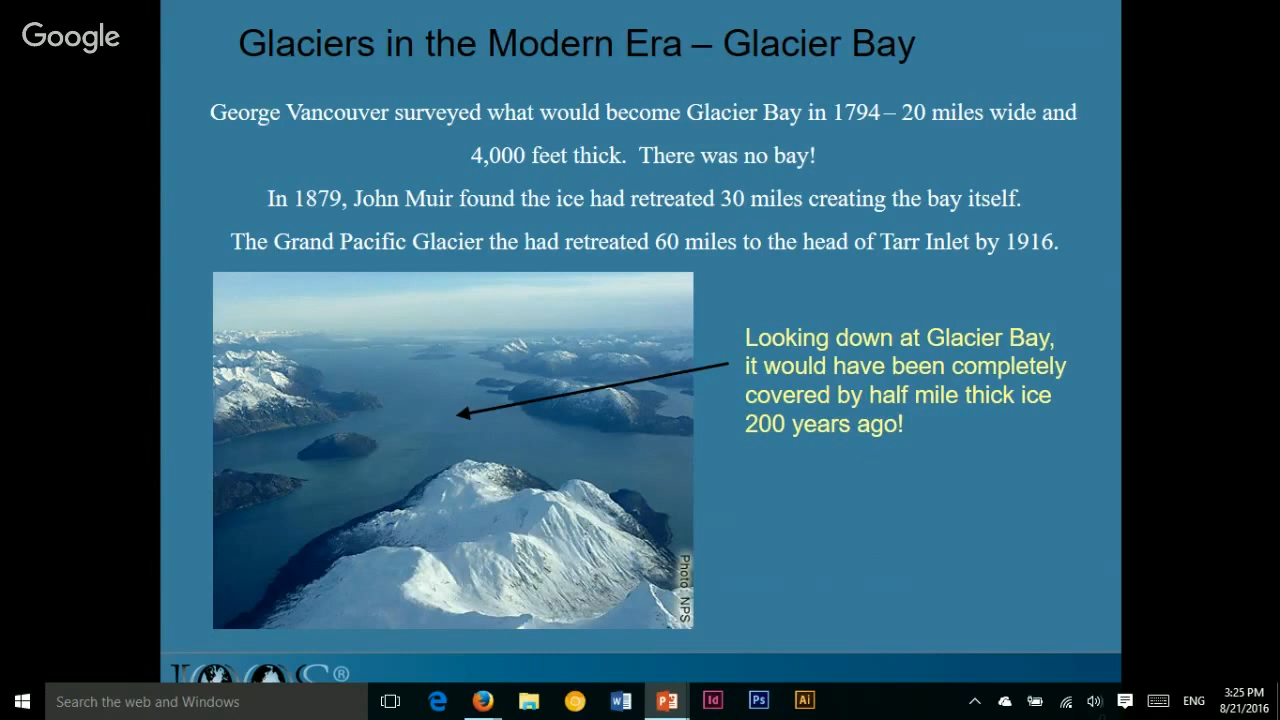 Google
Glaciers in the Modern Era – Glacier Bay
George Vancouver surveyed what would become Glacier Bay in 1794 – 20 miles wide and
4,000 feet thick.  There was no bay!
In 1879, John Muir found the ice had retreated 30 miles creating the bay itself.
The Grand Pacific Glacier the had retreated 60 miles to the head of Tarr Inlet by 1916.
Looking down at Glacier Bay,
it would have been completely
covered by half mile thick ice
200 years ago!
Photo: NPS
IOOS®
Search the web and Windows
Id
Ps
Ai
ENG
3:25 PM
8/21/2016